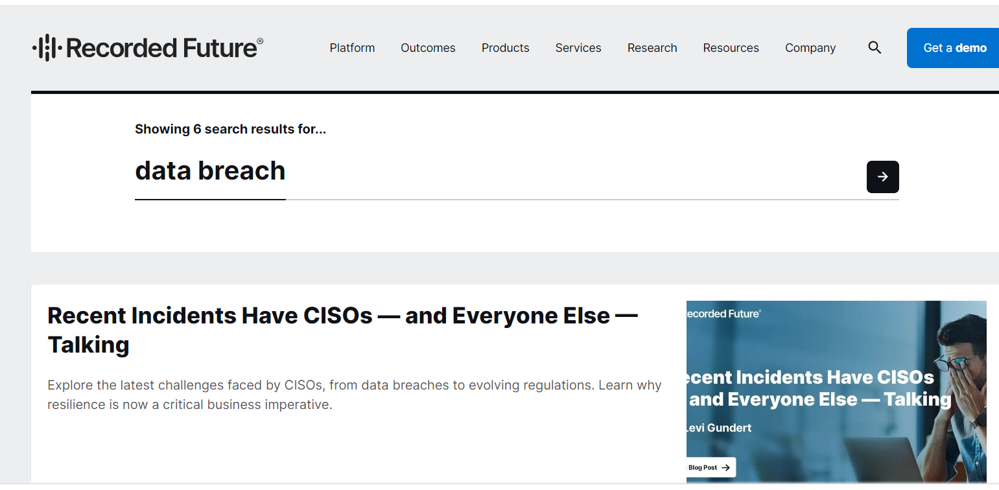 Recorded Future®
Platform Outcomes Products Services Research Resources Company Get a demo
Showing 6 search results for...
data breach
Recent Incidents Have CISOs — and Everyone Else —
Talking
Explore the latest challenges faced by CISOs, from data breaches to evolving regulations. Learn why
resilience is now a critical business imperative.
ecorded Future®
ecent Incidents Have CISOs
and Everyone Else — Talking
Levi Gundert
Blog Post